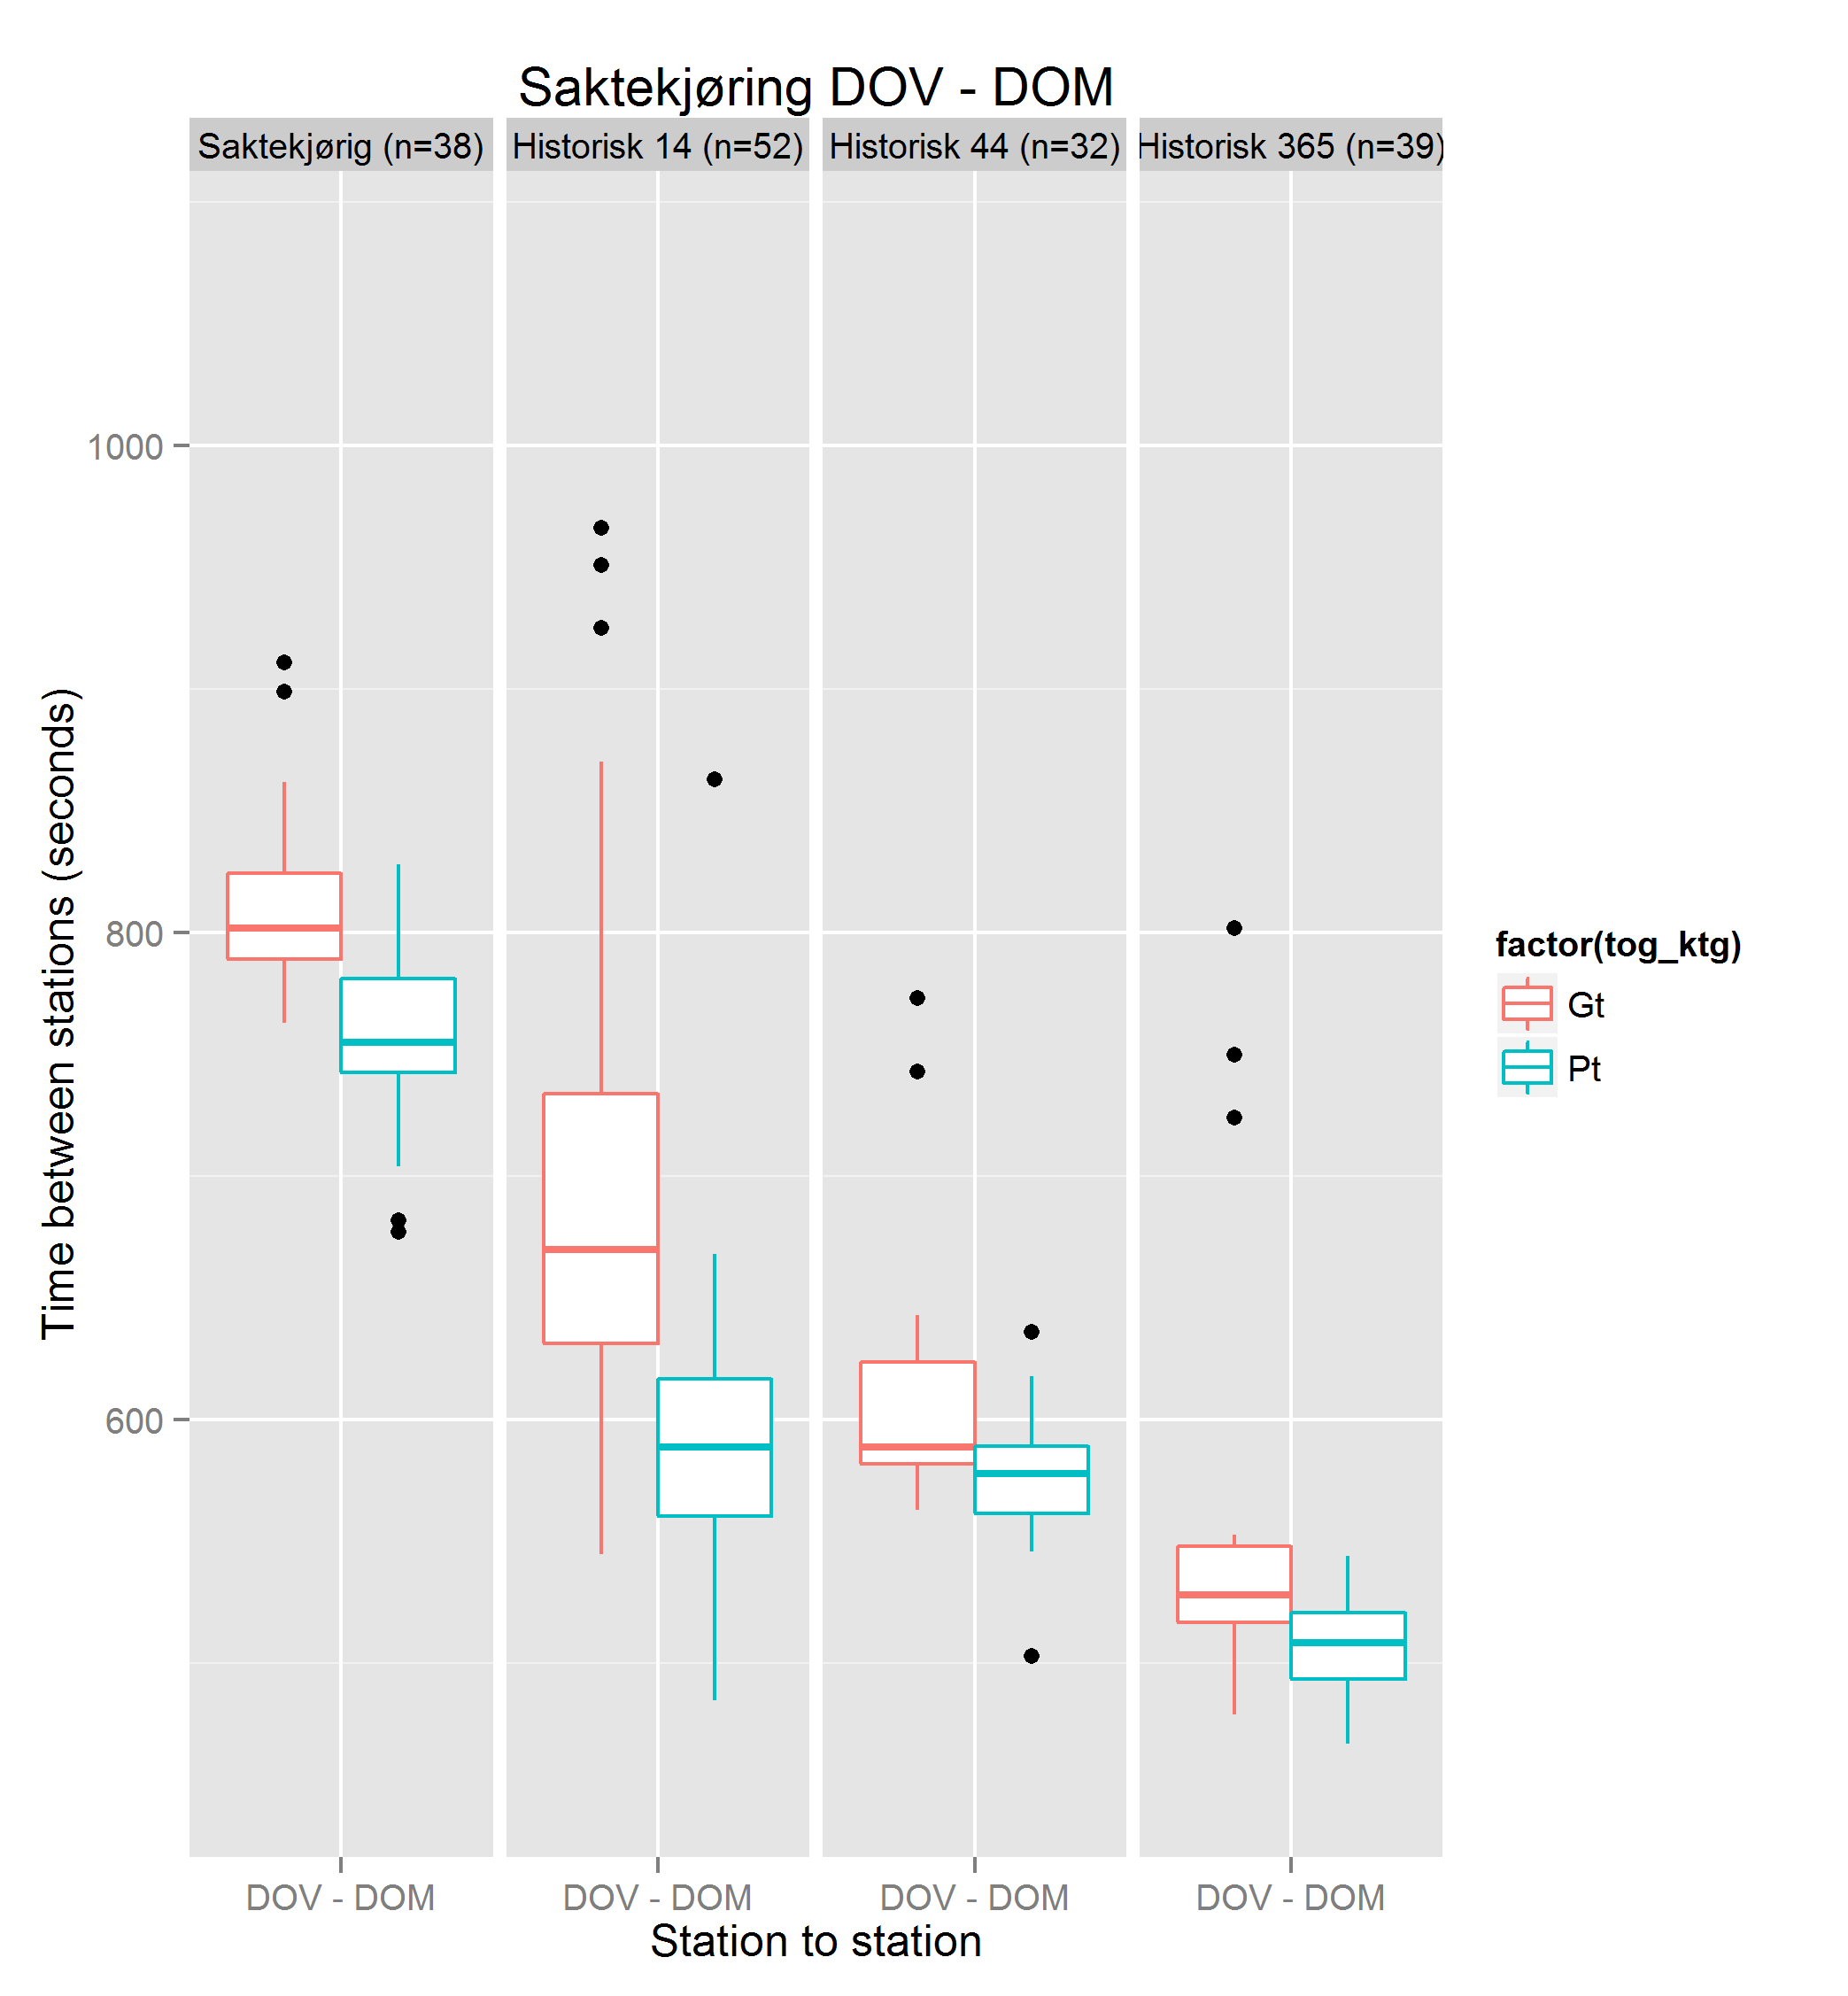 Saktekjøring DOV - DOM
Saktekjørig (n=38)
Historisk 14 (n=52)
Historisk 44 (n=32)
Historisk 365 (n=39)
Time between stations (seconds)
1000
800
600
factor(tog_ktg)
Gt
Pt
DOV - DOM
DOV - DOM
DOV - DOM
DOV - DOM
Station to station